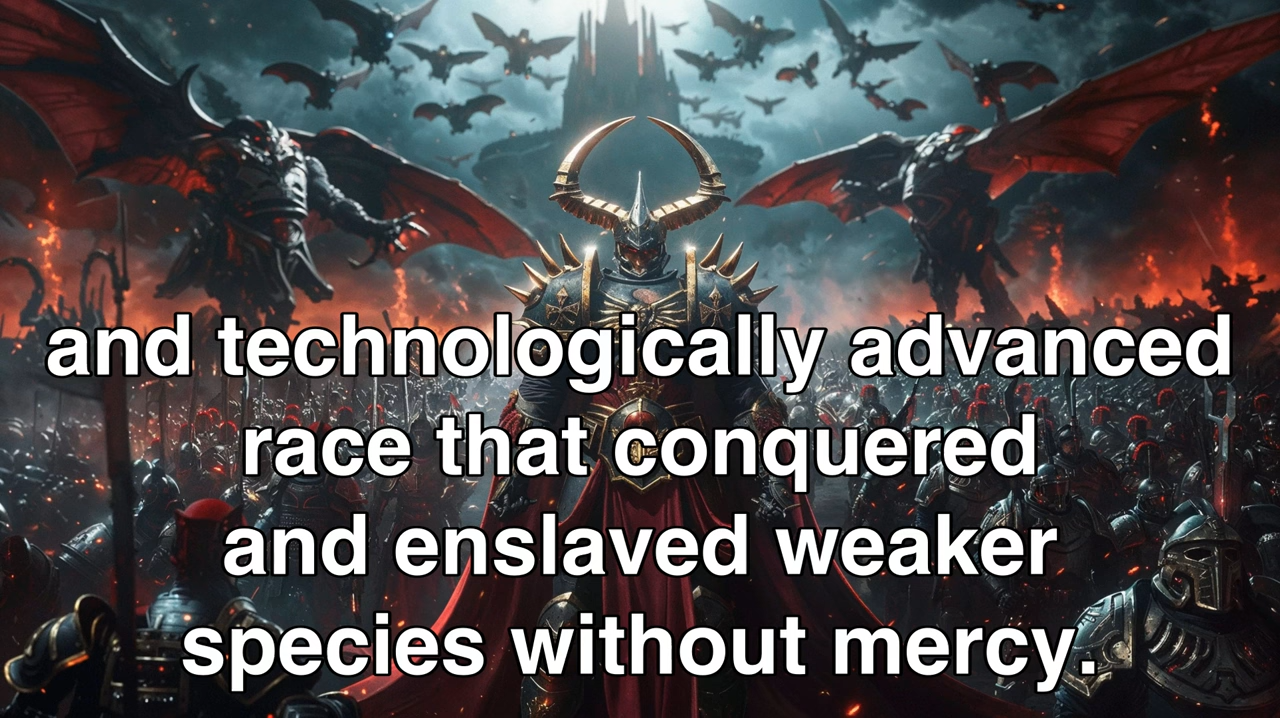 and technologically advanced
race that conquered
and enslaved weaker
species without mercy.